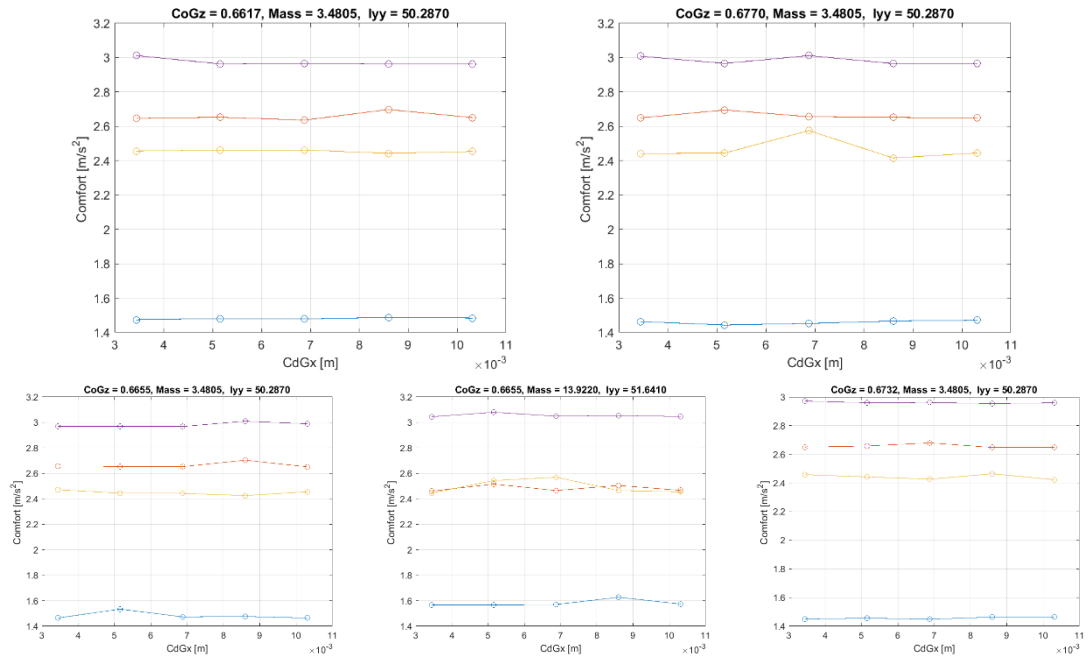 CoGz = 0.6617, Mass = 3.4805, Iyy = 50.2870
3.2
3
2.8
2.6
2.4
2.2
2
1.8
1.6
1.4
Comfort [m/s²]
3 4 5 6 7 8 9 10 11
CdGx [m]
×10⁻³
CoGz = 0.6770, Mass = 3.4805, Iyy = 50.2870
3.2
3
2.8
2.6
2.4
2.2
2
1.8
1.6
1.4
Comfort [m/s²]
3 4 5 6 7 8 9 10 11
CdGx [m]
×10⁻³
CoGz = 0.6655, Mass = 3.4805, Iyy = 50.2870
3.2
3
2.8
2.6
2.4
2.2
2
1.8
1.6
1.4
Comfort [m/s²]
3 4 5 6 7 8 9 10 11
CdGx [m]
×10⁻³
CoGz = 0.6655, Mass = 13.9220, Iyy = 51.6410
3.2
3
2.8
2.6
2.4
2.2
2
1.8
1.6
1.4
Comfort [m/s²]
3 4 5 6 7 8 9 10 11
CdGx [m]
×10⁻³
CoGz = 0.6732, Mass = 3.4805, Iyy = 50.2870
3
2.8
2.6
2.4
2.2
2
1.8
1.6
1.4
Comfort [m/s²]
3 4 5 6 7 8 9 10 11
CdGx [m]
×10⁻³